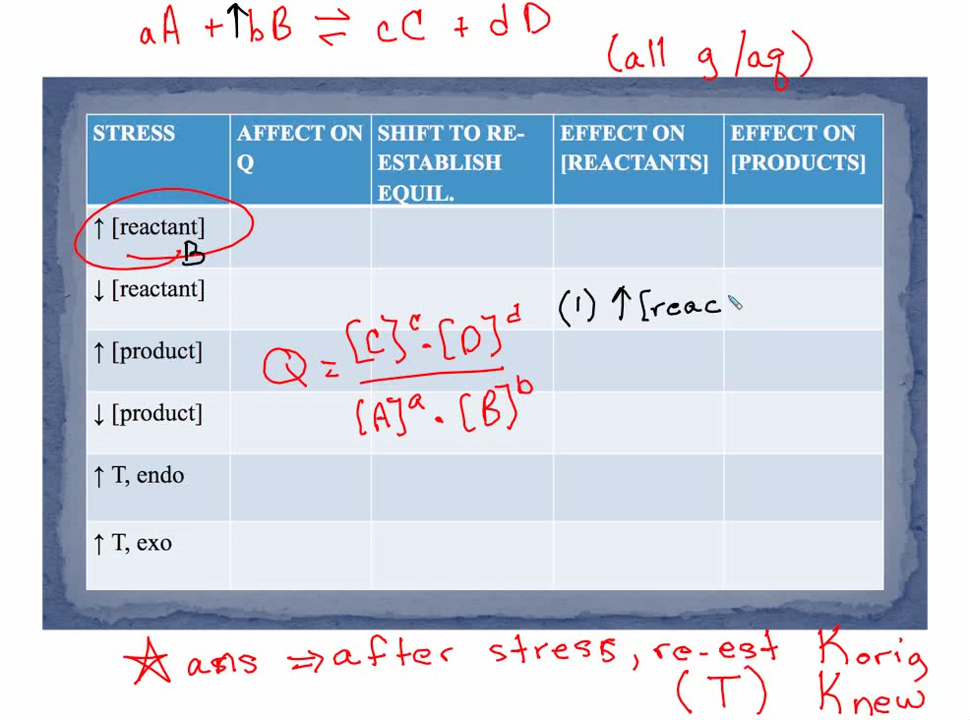 aA + ↑bB ⇌ cC + dD
(all g/aq)
STRESS
AFFECT ON Q
SHIFT TO RE-ESTABLISH EQUIL.
EFFECT ON [REACTANTS]
EFFECT ON [PRODUCTS]
↑ [reactant]
B
↓ [reactant]
(1) ↑ [reac
↑ [product]
Q = [C]^c · [D]^d / [A]^a · [B]^b
↓ [product]
↑ T, endo
↑ T, exo
☆ ⇒ after stress, re-est Korig
(T) Knew